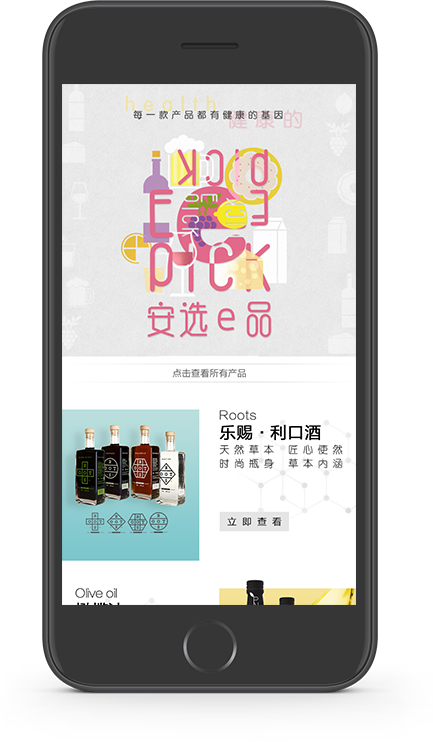 health
每一款产品都有健康的基因
健康的
PICK
E
PICK
安选e品
点击查看所有产品
Roots
乐赐·利口酒
天然草本 匠心使然
时尚瓶身 草本内涵
立即查看
Olive oil